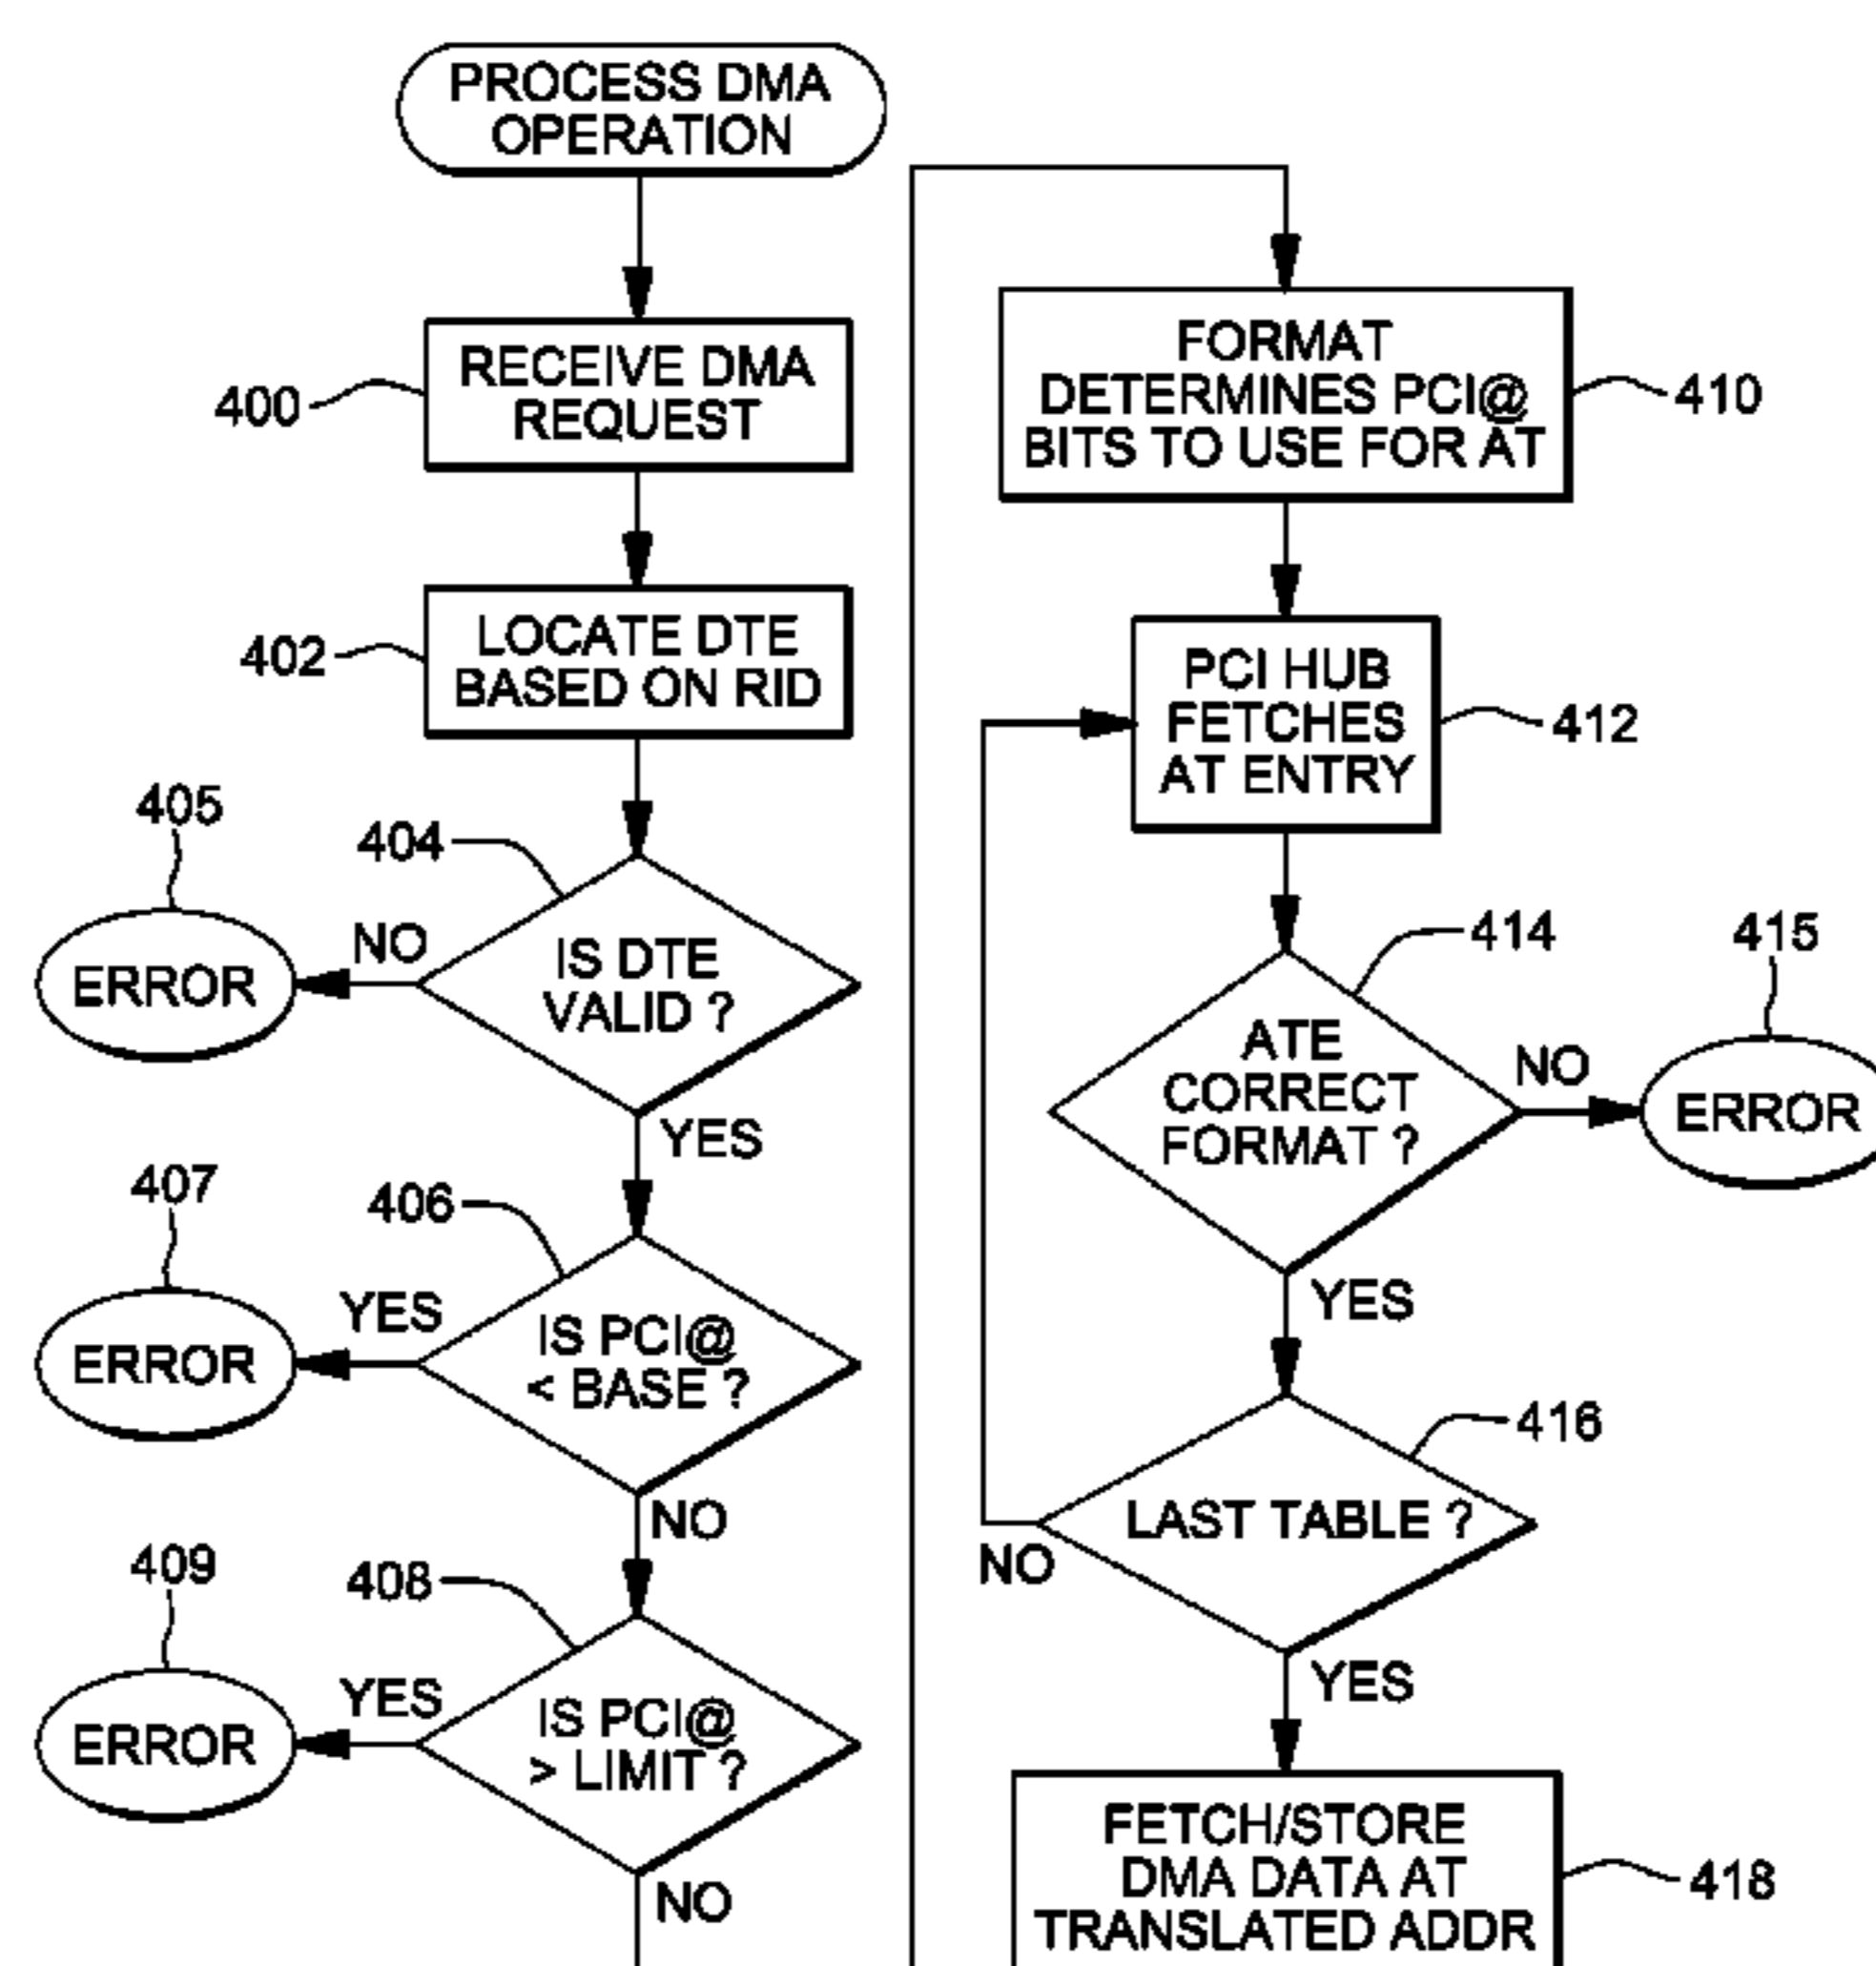 PROCESS DMA
OPERATION
400
RECEIVE DMA
REQUEST
402
LOCATE DTE
BASED ON RID
404
IS DTE
VALID ?
NO
405
ERROR
YES
406
IS PCI@
< BASE ?
YES
407
ERROR
NO
408
IS PCI@
> LIMIT ?
YES
409
ERROR
NO
FORMAT
DETERMINES PCI@
BITS TO USE FOR AT
410
PCI HUB
FETCHES
AT ENTRY
412
414
ATE
CORRECT
FORMAT ?
NO
415
ERROR
YES
416
LAST TABLE ?
NO
YES
FETCH/STORE
DMA DATA AT
TRANSLATED ADDR
418